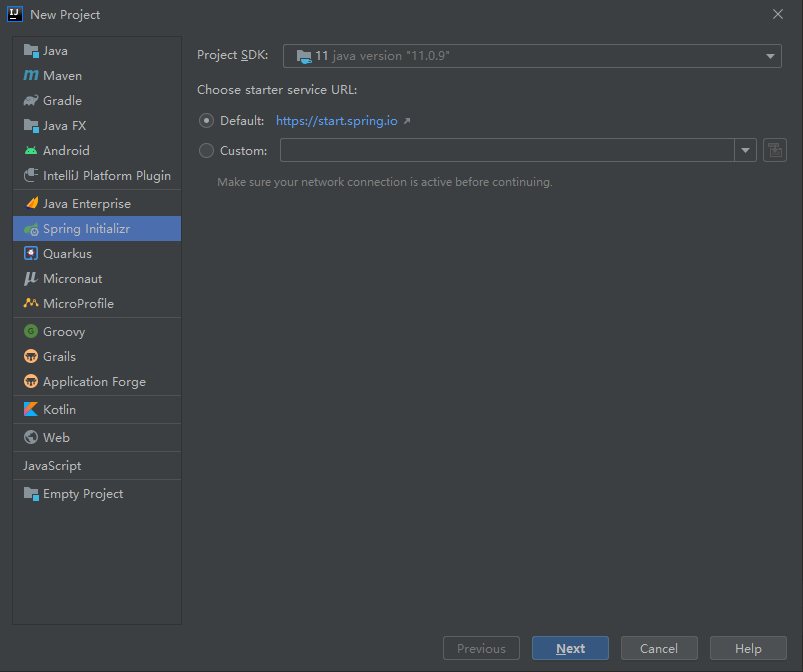 New Project
Java
Maven
Gradle
Java FX
Android
IntelliJ Platform Plugin
Java Enterprise
Spring Initializr
Quarkus
Micronaut
MicroProfile
Groovy
Grails
Application Forge
Kotlin
Web
JavaScript
Empty Project
Project SDK: 11 java version "11.0.9"
Choose starter service URL:
Default: https://start.spring.io ↗
Custom:
Make sure your network connection is active before continuing.
Previous Next Cancel Help